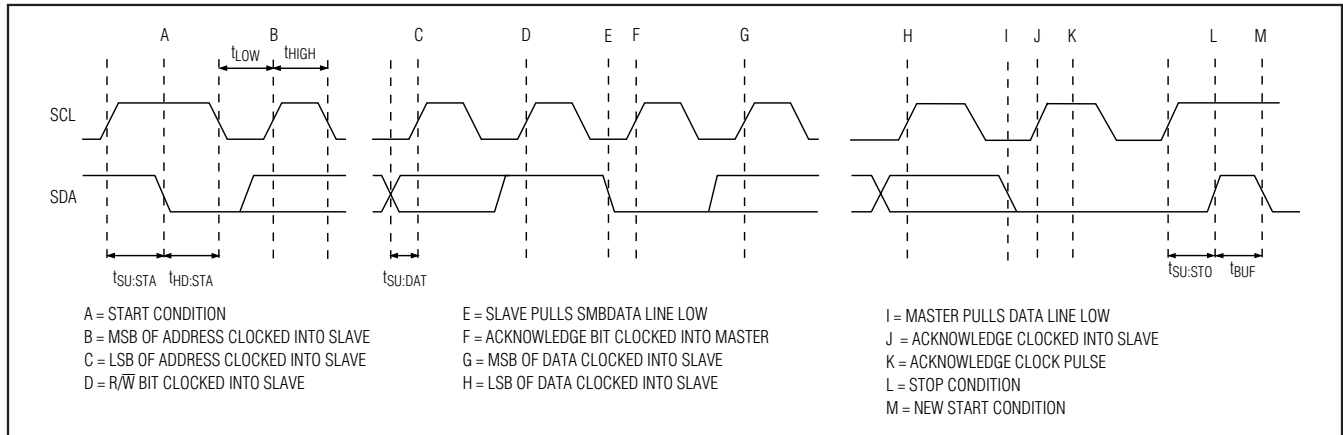 A B C D E F G H I J K L M
tLOW tHIGH
SCL
SDA
tSU:STA tHD:STA tSU:DAT tSU:STO tBUF
A = START CONDITION
B = MSB OF ADDRESS CLOCKED INTO SLAVE
C = LSB OF ADDRESS CLOCKED INTO SLAVE
D = R/W̅ BIT CLOCKED INTO SLAVE
E = SLAVE PULLS SMBDATA LINE LOW
F = ACKNOWLEDGE BIT CLOCKED INTO MASTER
G = MSB OF DATA CLOCKED INTO SLAVE
H = LSB OF DATA CLOCKED INTO SLAVE
I = MASTER PULLS DATA LINE LOW
J = ACKNOWLEDGE CLOCKED INTO SLAVE
K = ACKNOWLEDGE CLOCK PULSE
L = STOP CONDITION
M = NEW START CONDITION